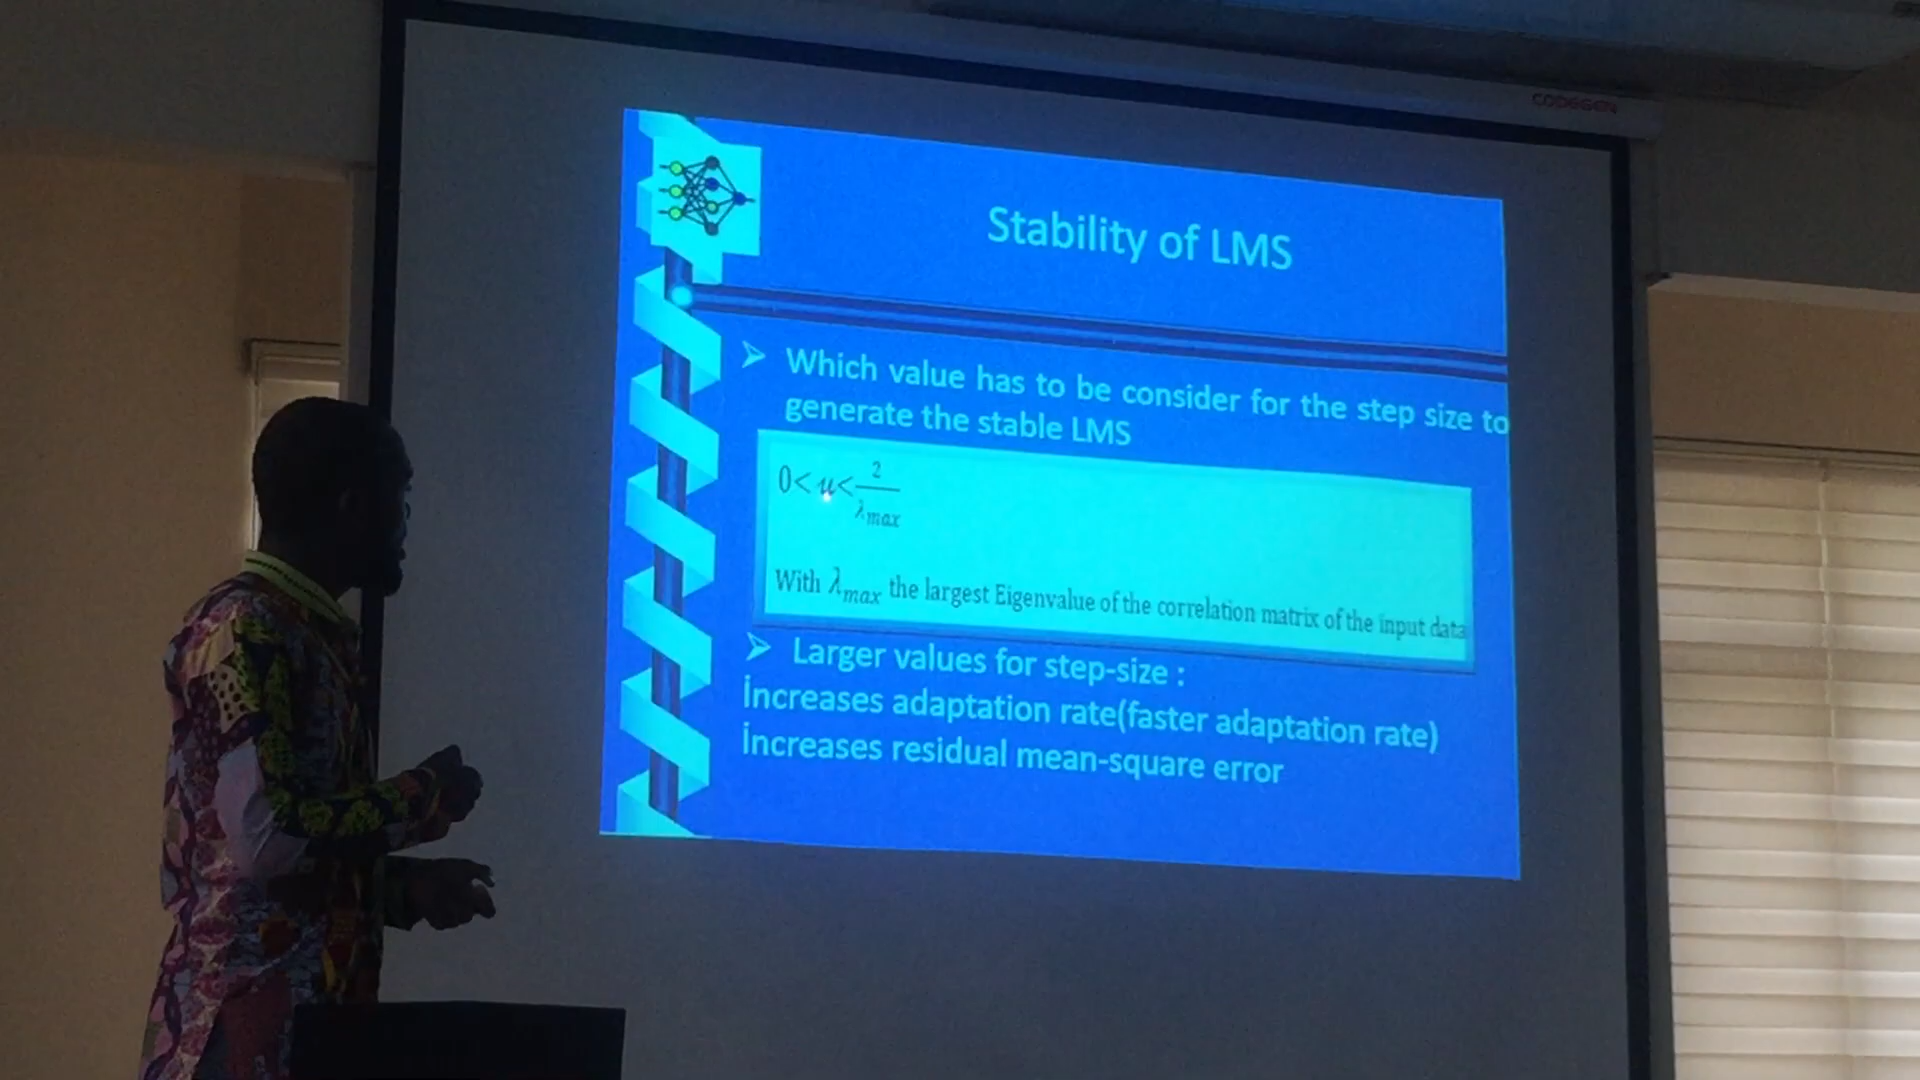 CODEGEN
Stability of LMS
➢ Which value has to be consider for the step size to
generate the stable LMS
0<u<2/λmax
With λmax the largest Eigenvalue of the correlation matrix of the input data
➢ Larger values for step-size :
İncreases adaptation rate(faster adaptation rate)
İncreases residual mean-square error